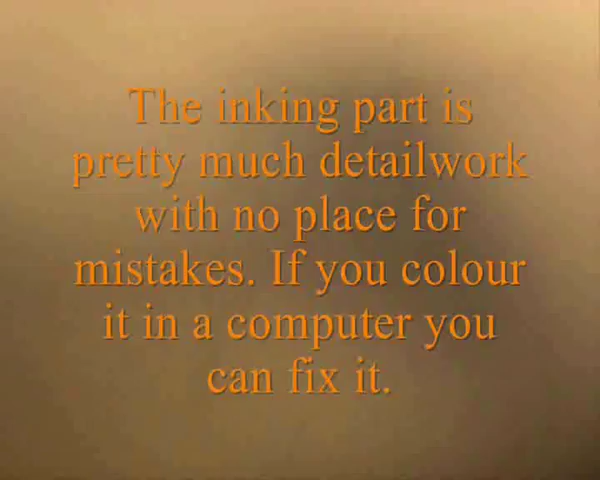 The inking part is
pretty much detailwork
with no place for
mistakes. If you colour
it in a computer you
can fix it.